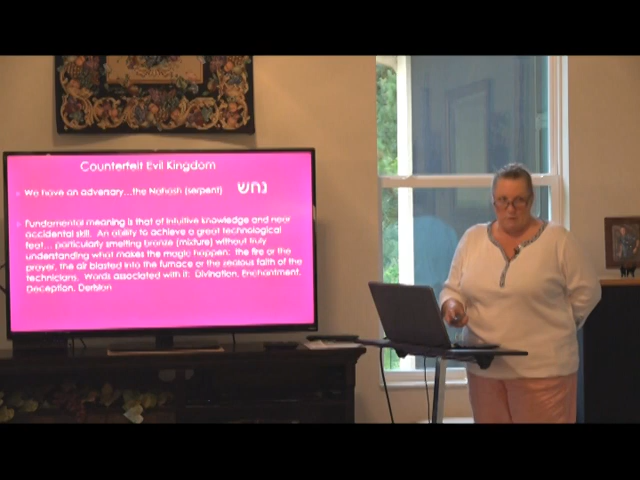 Counterfeit Evil Kingdom
We have an adversary...the Nahash (serpent) נחש
Fundamental meaning is that of intuitive knowledge and near
accidental skill. An ability to achieve a great technological
feat... particularly smelting bronze (mixture) without truly
understanding what makes the magic happen: the fire or the
prayer, the air blasted into the furnace or the zealous faith of the
technicians. Words associated with it: Divination, Enchantment,
Deception, Derision